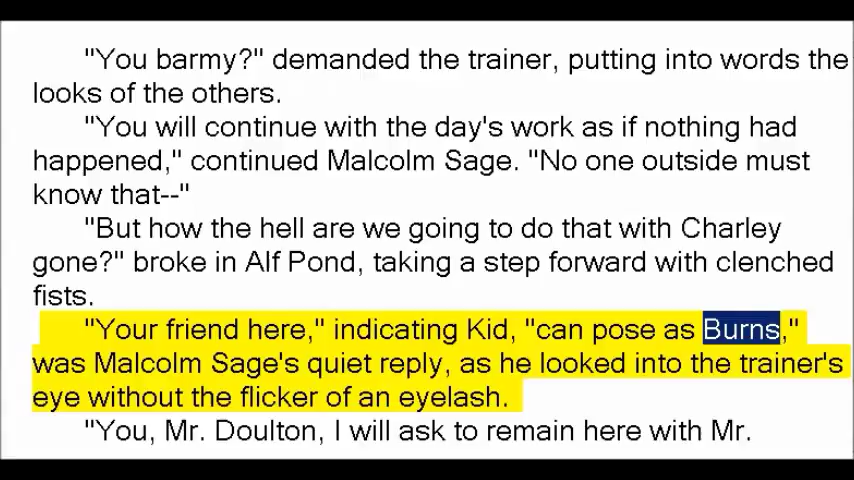 "You barmy?" demanded the trainer, putting into words the
looks of the others.
"You will continue with the day's work as if nothing had
happened," continued Malcolm Sage. "No one outside must
know that--"
"But how the hell are we going to do that with Charley
gone?" broke in Alf Pond, taking a step forward with clenched
fists.
"Your friend here," indicating Kid, "can pose as Burns,"
was Malcolm Sage's quiet reply, as he looked into the trainer's
eye without the flicker of an eyelash.
"You, Mr. Doulton, I will ask to remain here with Mr.